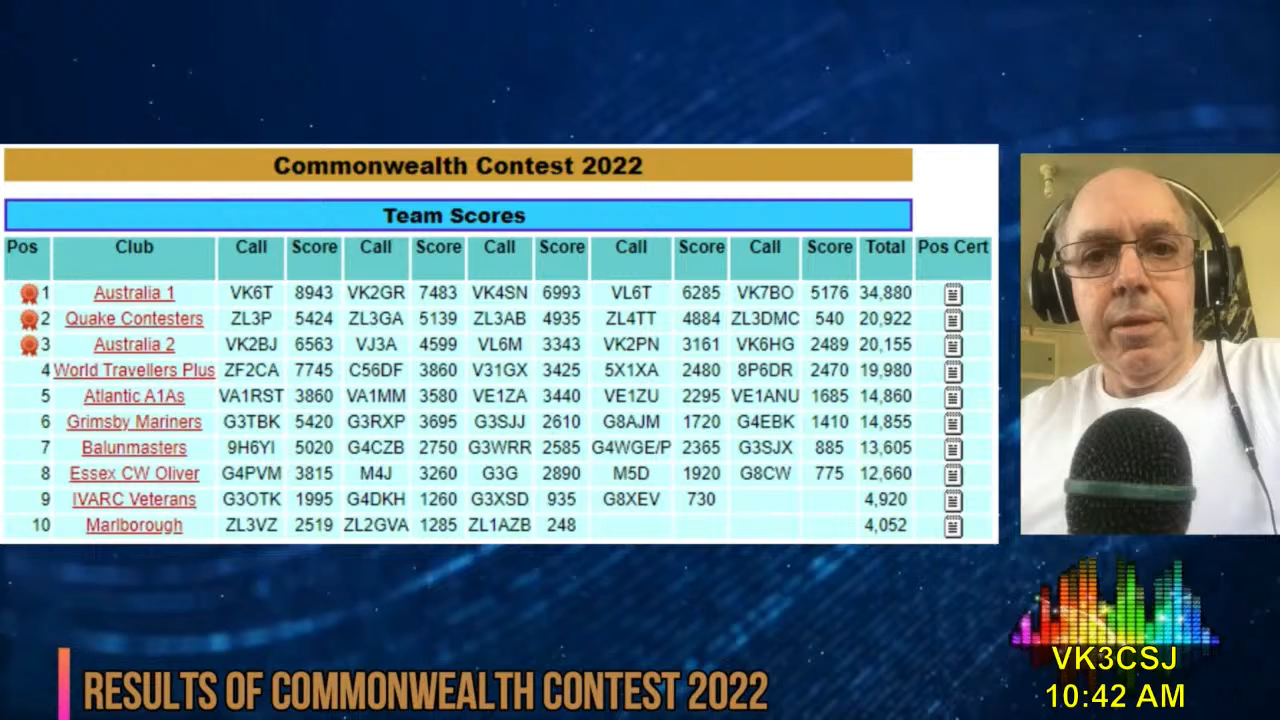 Commonwealth Contest 2022
Team Scores
Pos Club Call Score Call Score Call Score Call Score Call Score Total Pos Cert
1 Australia 1 VK6T 8943 VK2GR 7483 VK4SN 6993 VL6T 6285 VK7BO 5176 34,880
2 Quake Contesters ZL3P 5424 ZL3GA 5139 ZL3AB 4935 ZL4TT 4884 ZL3DMC 540 20,922
3 Australia 2 VK2BJ 6563 VJ3A 4599 VL6M 3343 VK2PN 3161 VK6HG 2489 20,155
4 World Travellers Plus ZF2CA 7745 C56DF 3860 V31GX 3425 5X1XA 2480 8P6DR 2470 19,980
5 Atlantic A1As VA1RST 3860 VA1MM 3580 VE1ZA 3440 VE1ZU 2295 VE1ANU 1685 14,860
6 Grimsby Mariners G3TBK 5420 G3RXP 3695 G3SJJ 2610 G8AJM 1720 G4EBK 1410 14,855
7 Balunmasters 9H6YI 5020 G4CZB 2750 G3WRR 2585 G4WGE/P 2365 G3SJX 885 13,605
8 Essex CW Oliver G4PVM 3815 M4J 3260 G3G 2890 M5D 1920 G8CW 775 12,660
9 IVARC Veterans G3OTK 1995 G4DKH 1260 G3XSD 935 G8XEV 730 4,920
10 Marlborough ZL3VZ 2519 ZL2GVA 1285 ZL1AZB 248 4,052
VK3CSJ
10:42 AM
RESULTS OF COMMONWEALTH CONTEST 2022